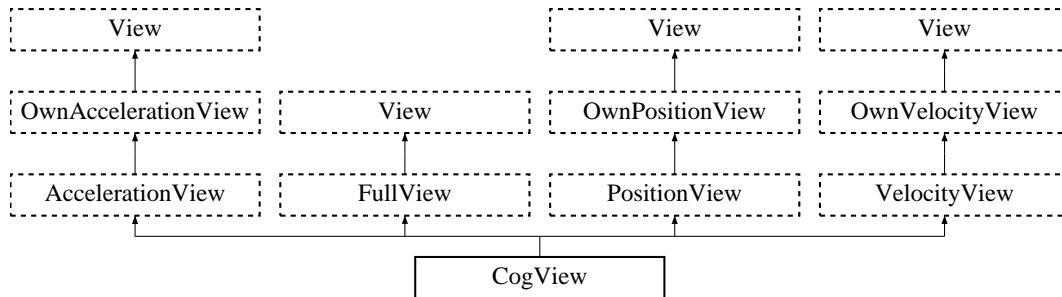 View
View
View
OwnAccelerationView
View
OwnPositionView
OwnVelocityView
AccelerationView
FullView
PositionView
VelocityView
CogView